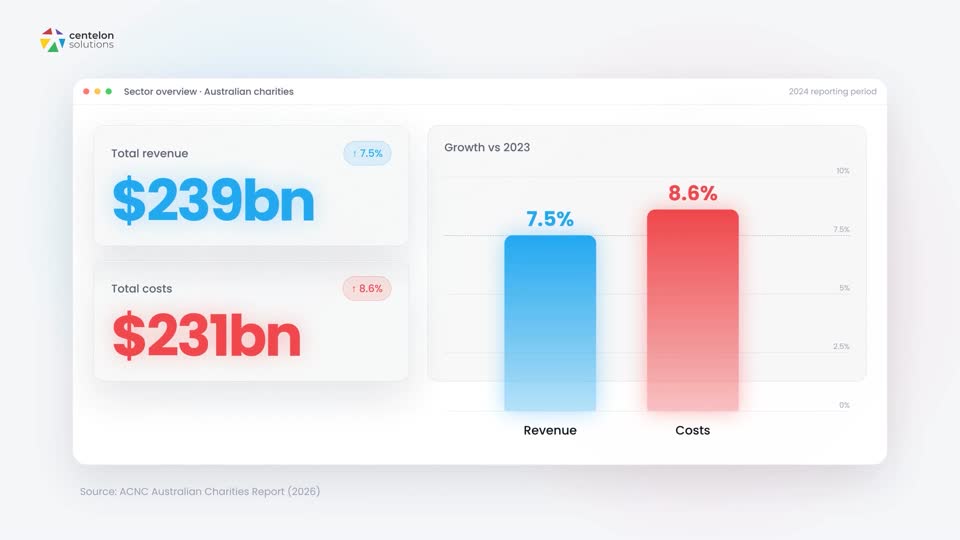 centelon
solutions
Sector overview · Australian charities
2024 reporting period
Total revenue
↑ 7.5%
$239bn
Total costs
↑ 8.6%
$231bn
Growth vs 2023
10%
7.5%
5%
2.5%
0%
7.5%
8.6%
Revenue
Costs
Source: ACNC Australian Charities Report (2026)